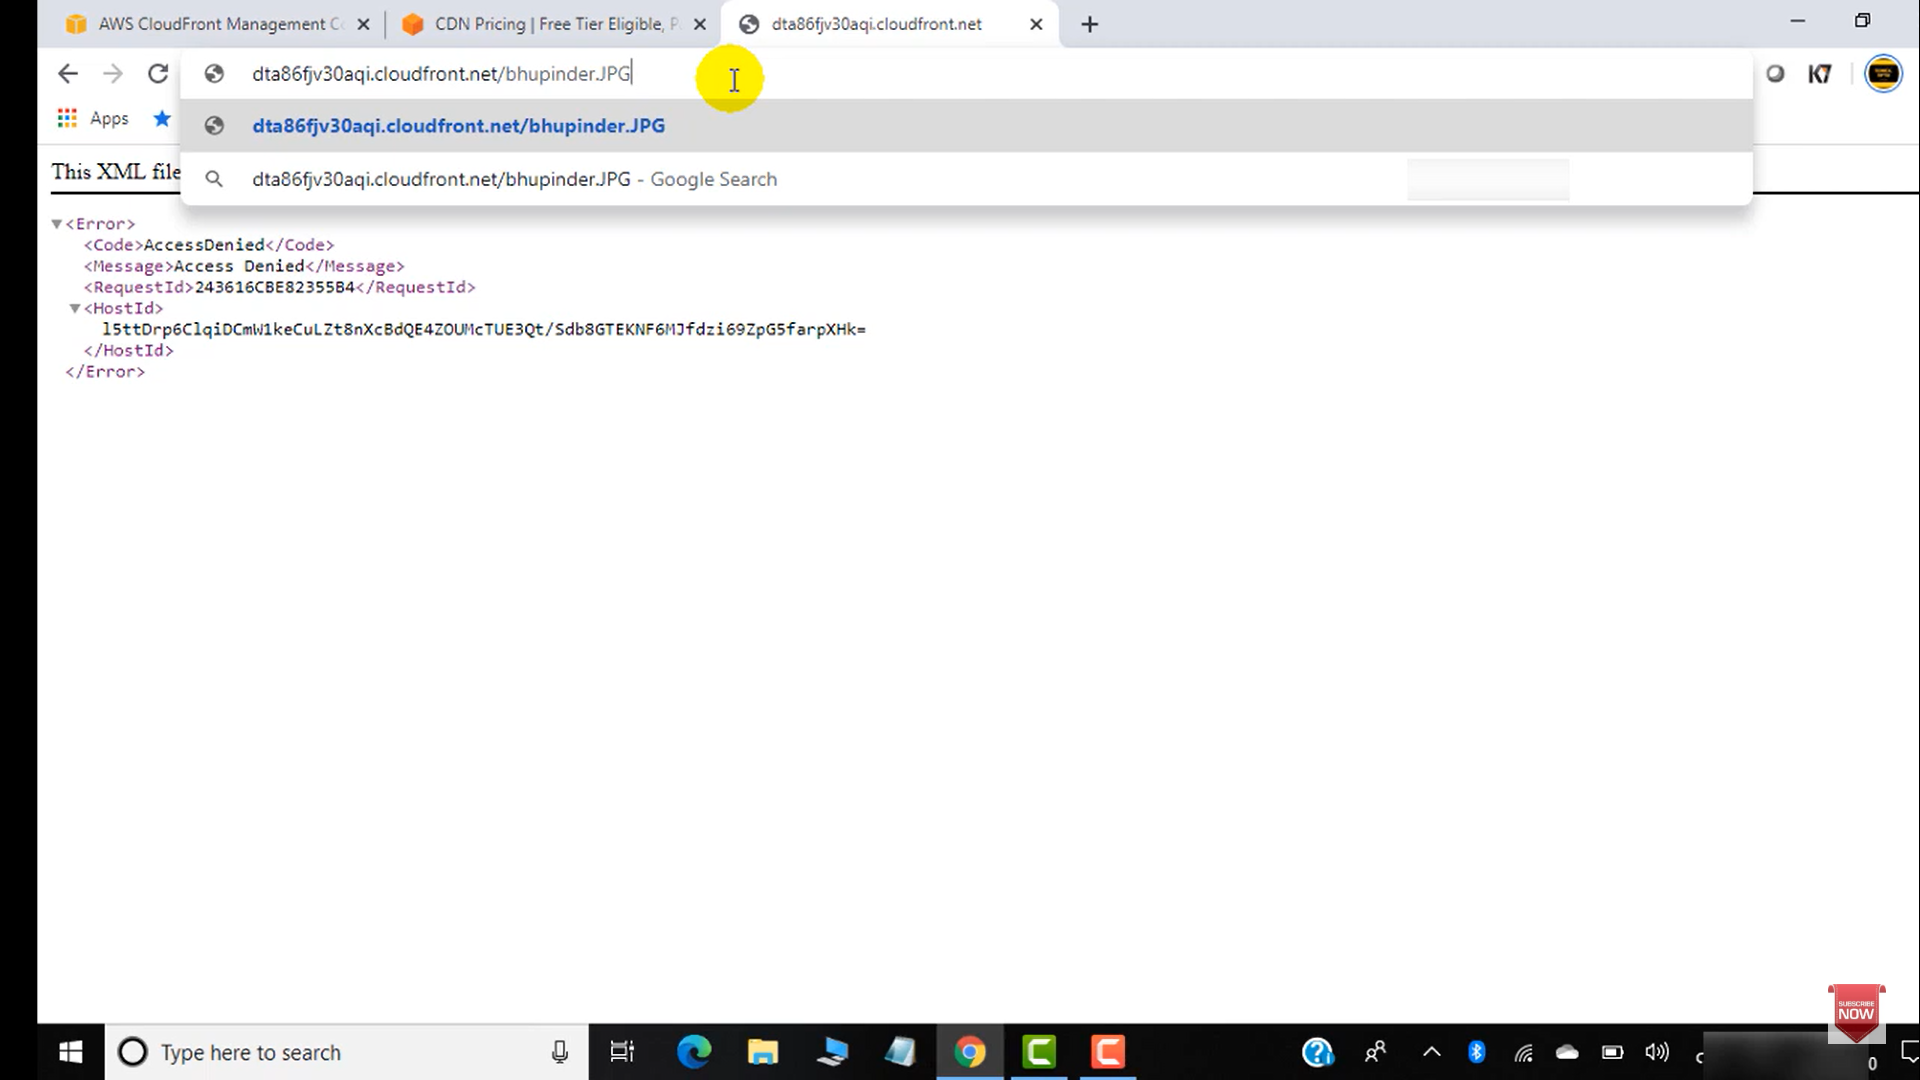 AWS CloudFront Management Co
CDN Pricing | Free Tier Eligible, P
dta86fjv30aqi.cloudfront.net
dta86fjv30aqi.cloudfront.net/bhupinder.JPG
K7
Apps
dta86fjv30aqi.cloudfront.net/bhupinder.JPG
dta86fjv30aqi.cloudfront.net/bhupinder.JPG - Google Search
This XML file
<Error>
<Code>AccessDenied</Code>
<Message>Access Denied</Message>
<RequestId>243616CBE82355B4</RequestId>
<HostId>
l5ttDrp6ClqiDCmW1keCuLZt8nXcBdQE4ZOUMcTUE3Qt/Sdb8GTEKNF6MJfdzi69ZpG5farpXHk=
</HostId>
</Error>
SUBSCRIBE
NOW
Type here to search